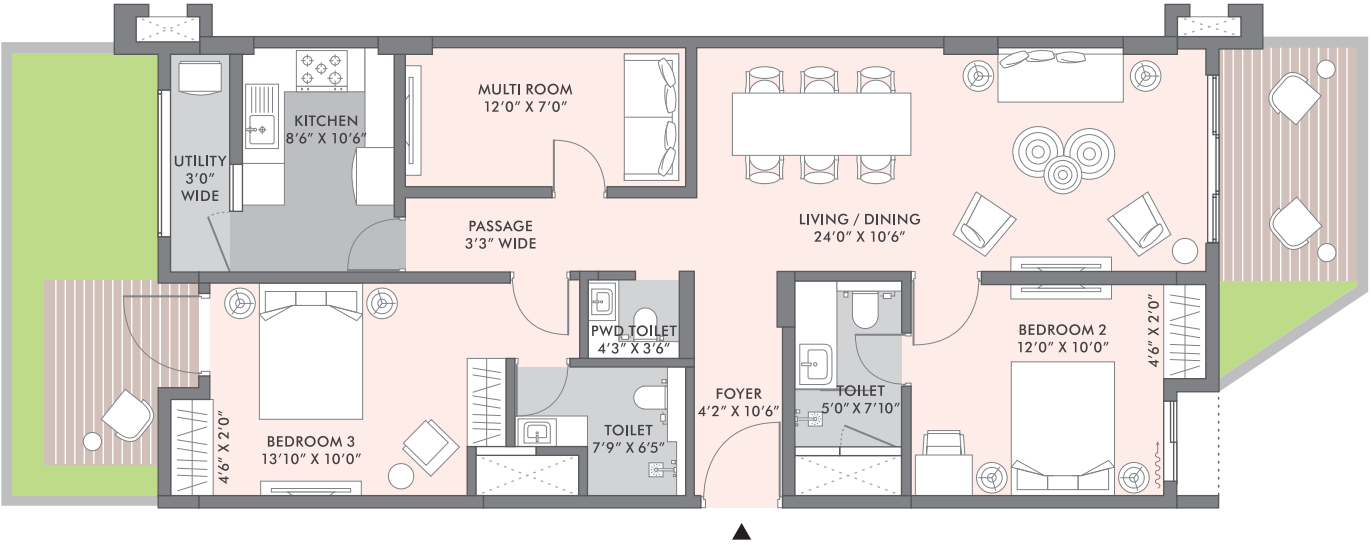 MULTI ROOM
12’0” X 7’0”
KITCHEN
8’6” X 10’6”
UTILITY
3’0”
WIDE
PASSAGE
3’3” WIDE
LIVING / DINING
24’0” X 10’6”
PWD TOILET
4’3” X 3’6”
BEDROOM 2
12’0” X 10’0”
4’6” X 2’0”
FOYER
4’2” X 10’6”
TOILET
5’0” X 7’10”
BEDROOM 3
13’10” X 10’0”
4’6” X 2’0”
TOILET
7’9” X 6’5”